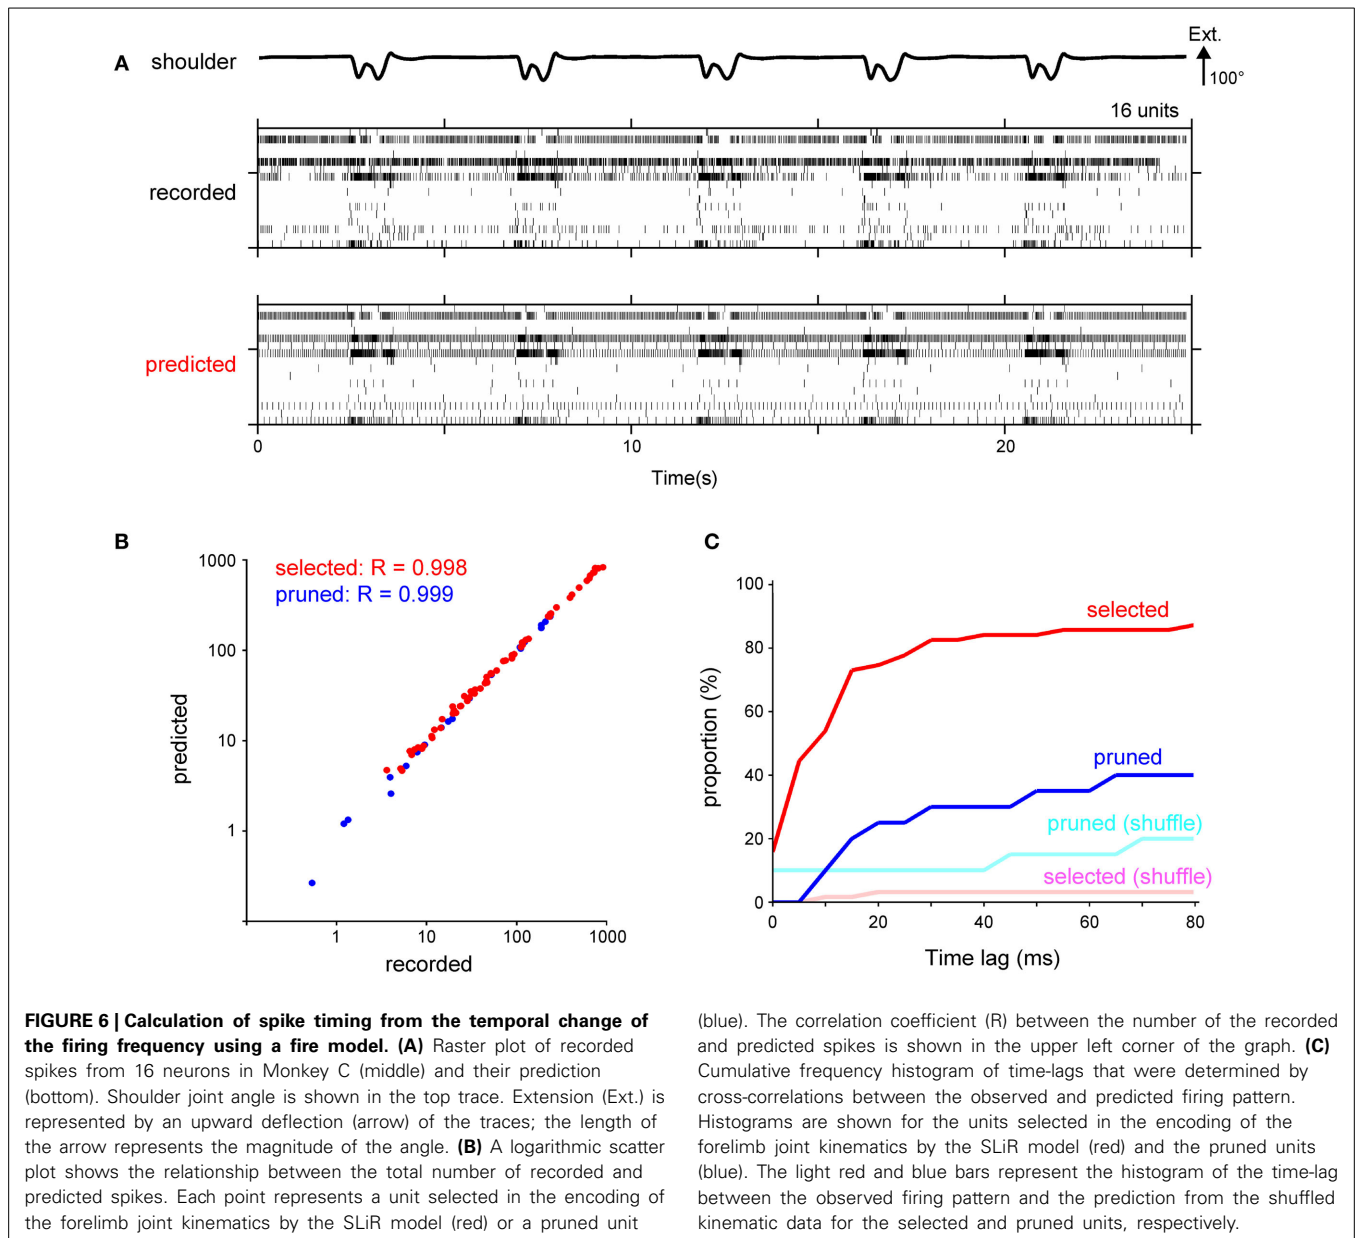 A
shoulder
Ext.
100°
16 units
recorded
predicted
0
10
20
Time(s)
B
selected: R = 0.998
pruned: R = 0.999
1000
100
10
1
predicted
1
10
100
1000
recorded
C
100
80
60
40
20
0
proportion (%)
selected
pruned
pruned (shuffle)
selected (shuffle)
0
20
40
60
80
Time lag (ms)
FIGURE 6 | Calculation of spike timing from the temporal change of
the firing frequency using a fire model. (A) Raster plot of recorded
spikes from 16 neurons in Monkey C (middle) and their prediction
(bottom). Shoulder joint angle is shown in the top trace. Extension (Ext.) is
represented by an upward deflection (arrow) of the traces; the length of
the arrow represents the magnitude of the angle. (B) A logarithmic scatter
plot shows the relationship between the total number of recorded and
predicted spikes. Each point represents a unit selected in the encoding of
the forelimb joint kinematics by the SLiR model (red) or a pruned unit
(blue). The correlation coefficient (R) between the number of the recorded
and predicted spikes is shown in the upper left corner of the graph. (C)
Cumulative frequency histogram of time-lags that were determined by
cross-correlations between the observed and predicted firing pattern.
Histograms are shown for the units selected in the encoding of the
forelimb joint kinematics by the SLiR model (red) and the pruned units
(blue). The light red and blue bars represent the histogram of the time-lag
between the observed firing pattern and the prediction from the shuffled
kinematic data for the selected and pruned units, respectively.